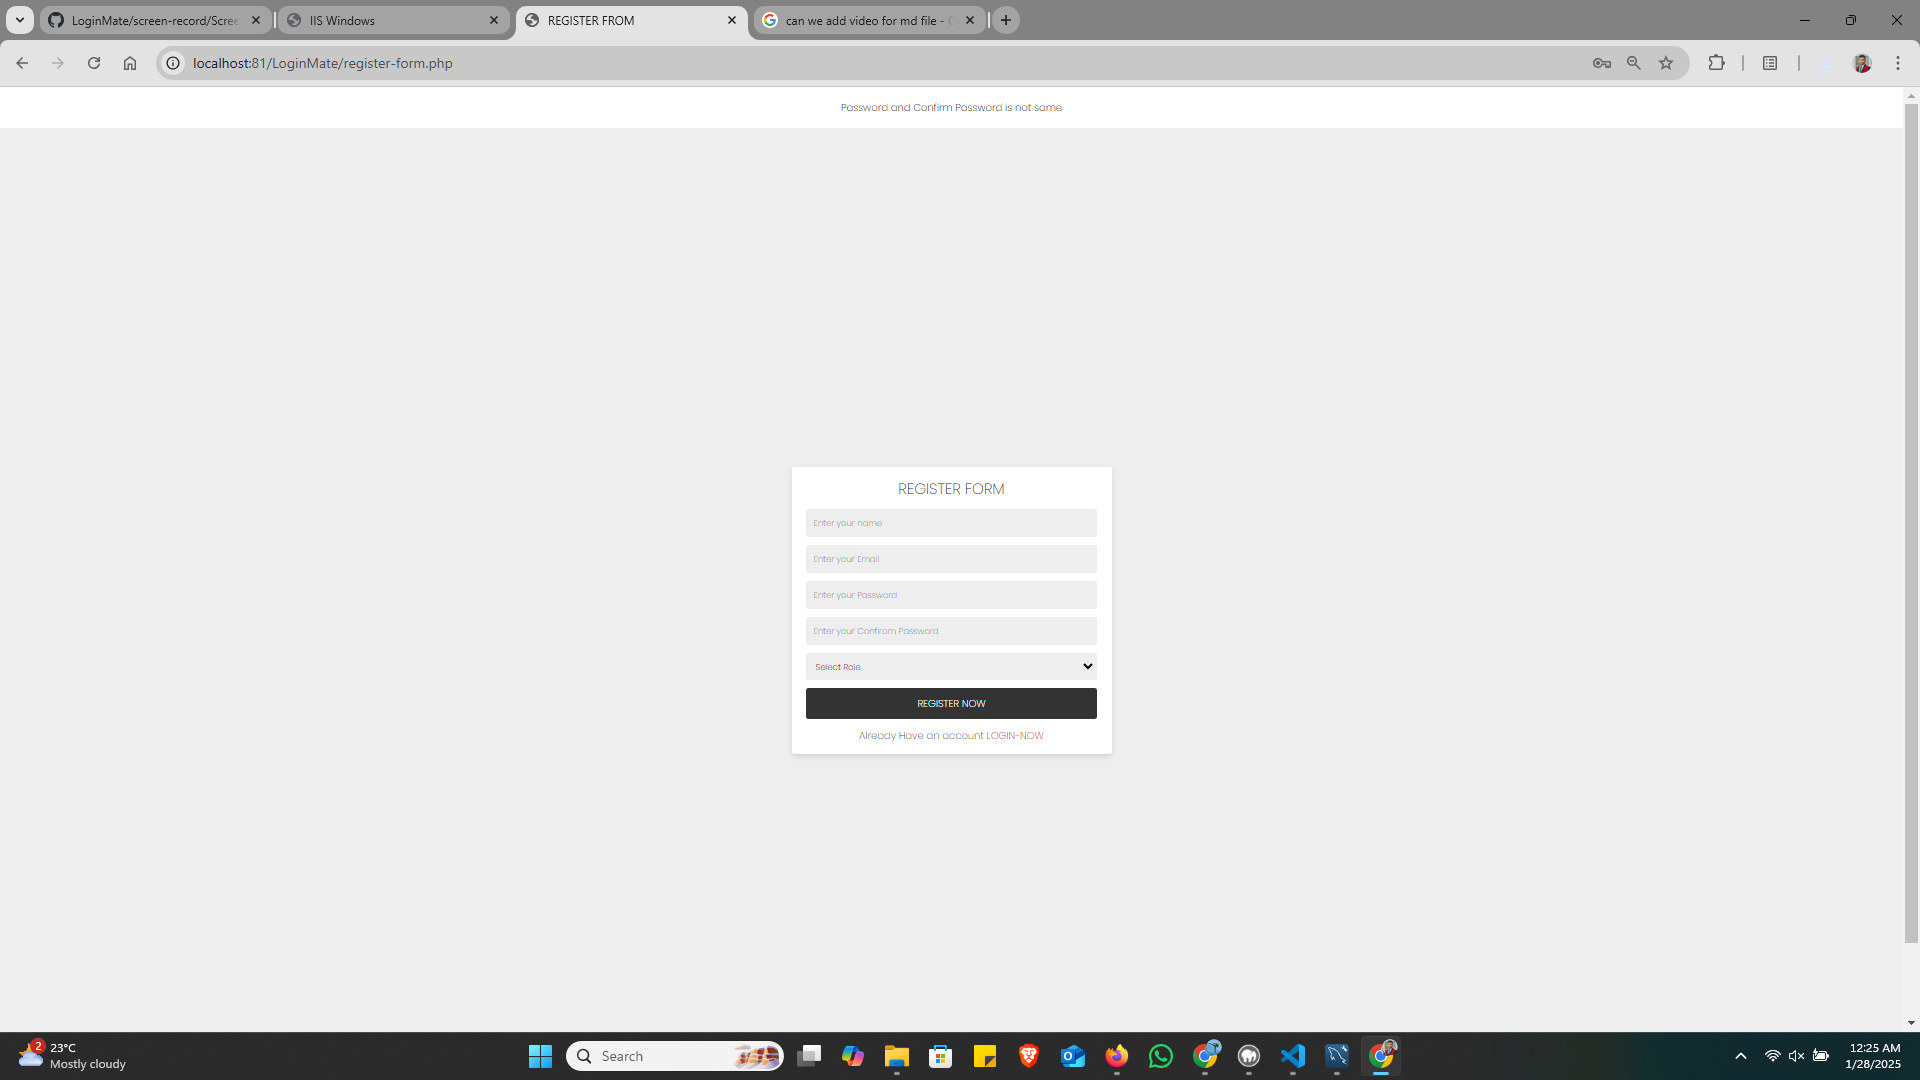 LoginMate/screen-record/Scree
IIS Windows
REGISTER FROM
can we add video for md file - G
localhost:81/LoginMate/register-form.php
Password and Confirm Password is not same
REGISTER FORM
Enter your name
Enter your Email
Enter your Password
Enter your Confirom Password
Select Role
REGISTER NOW
Already Have an account LOGIN-NOW
2
23°C
Mostly cloudy
Search
12:25 AM
1/28/2025